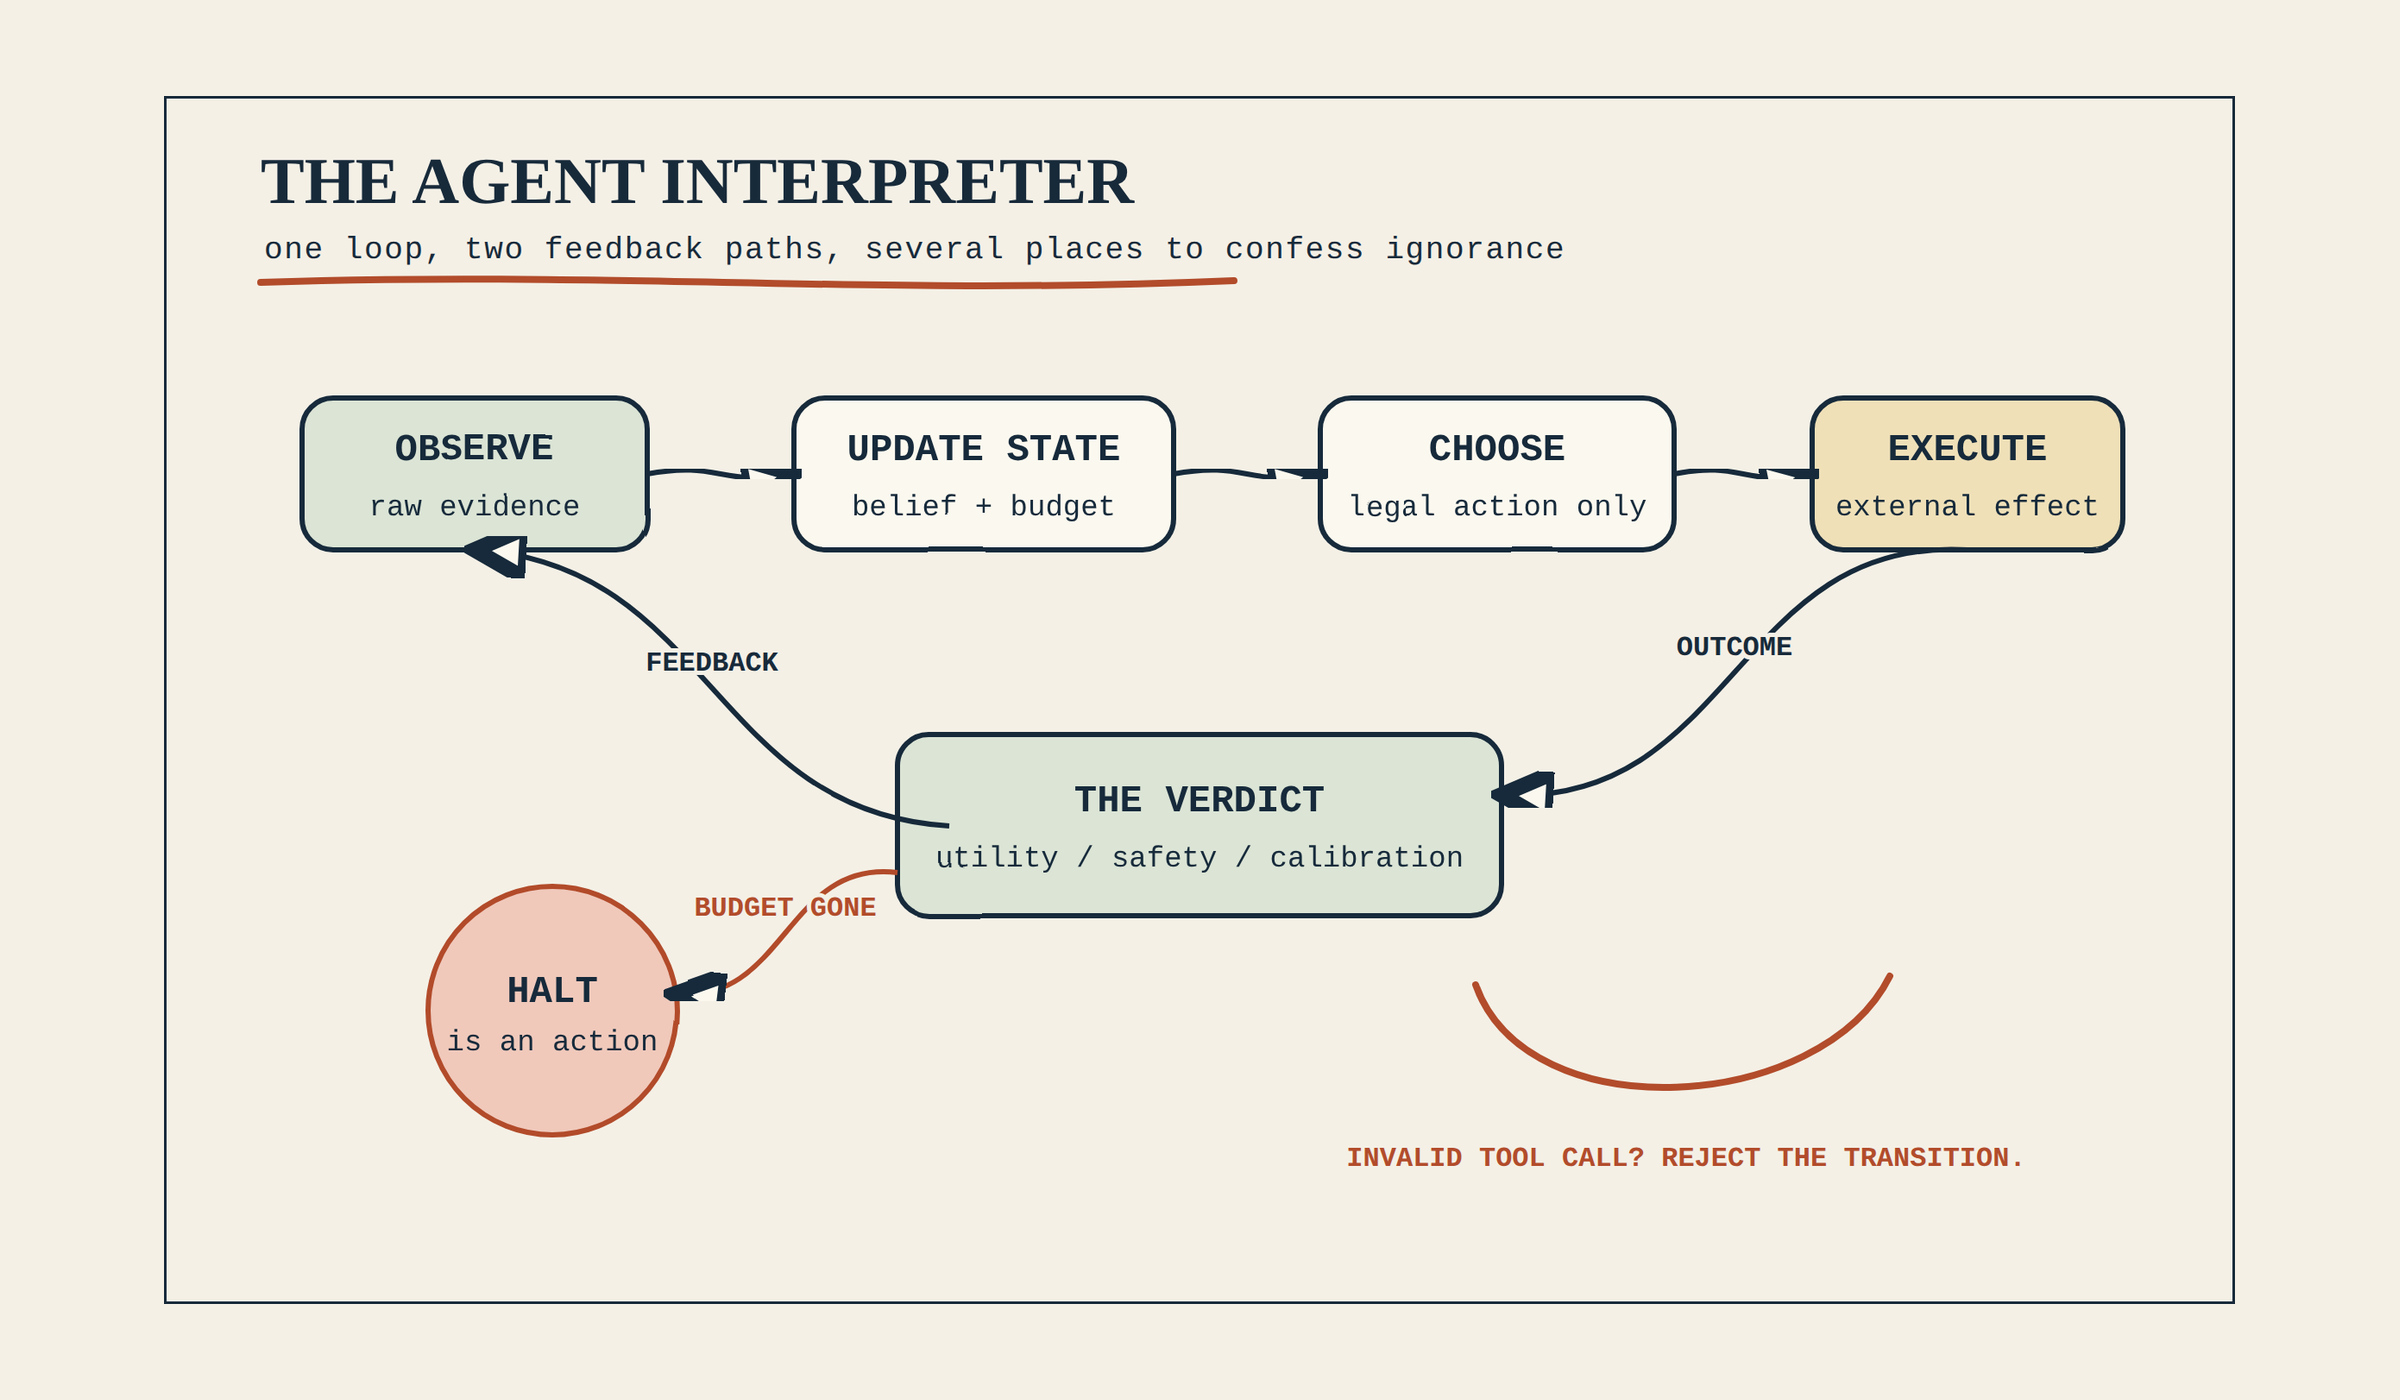 THE AGENT INTERPRETER
one loop, two feedback paths, several places to confess ignorance
OBSERVE
raw evidence
UPDATE STATE
belief + budget
CHOOSE
legal action only
EXECUTE
external effect
FEEDBACK
OUTCOME
THE VERDICT
utility / safety / calibration
BUDGET GONE
HALT
is an action
INVALID TOOL CALL? REJECT THE TRANSITION.